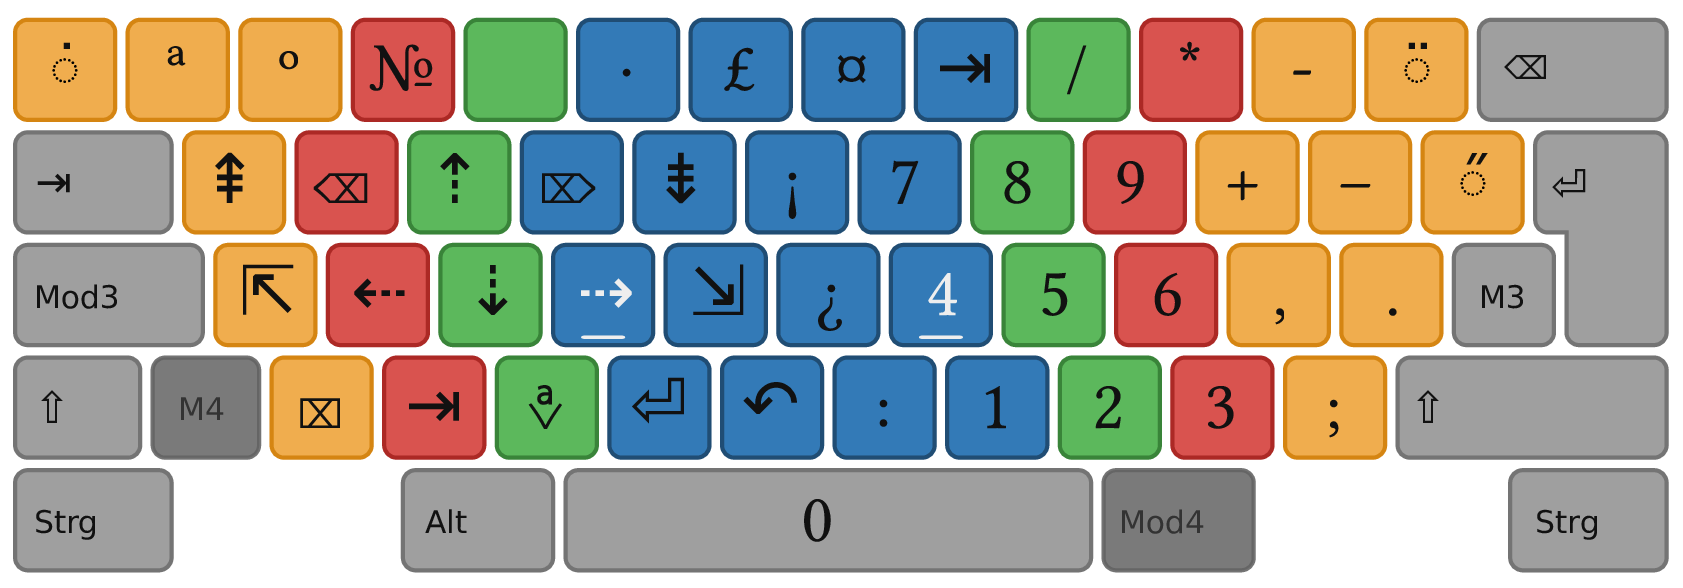 ◌̇ ª º № · £ ¤ ⇥ / * - ◌̈ ⌫
⇥ ⇞ ⌫ ⇡ ⌦ ⇟ ¡ 7 8 9 + − ◌̋ ⏎
Mod3 ⇱ ⇠ ⇣ ⇢ ⇲ ¿ 4 5 6 , . M3
⇧ M4 ⌧ ⇥ ⎀ ⏎ ↶ : 1 2 3 ; ⇧
Strg Alt 0 Mod4 Strg